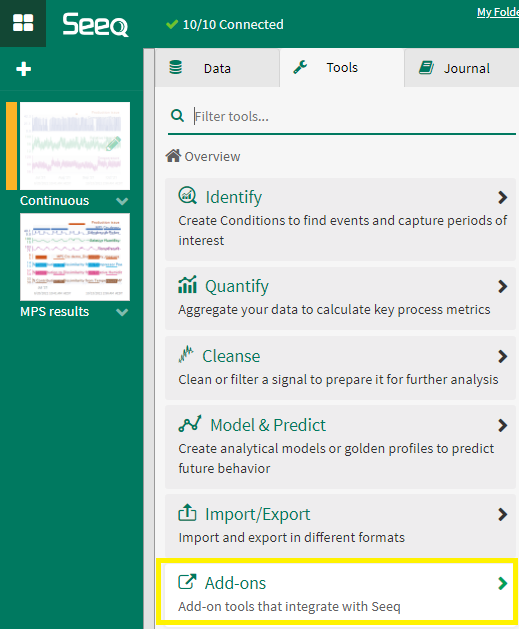 Seeq
10/10 Connected
My Folde
Data
Tools
Journal
Filter tools...
Overview
Continuous
MPS results
Identify
Create Conditions to find events and capture periods of
interest
Quantify
Aggregate your data to calculate key process metrics
Cleanse
Clean or filter a signal to prepare it for further analysis
Model & Predict
Create analytical models or golden profiles to predict
future behavior
Import/Export
Import and export in different formats
Add-ons
Add-on tools that integrate with Seeq